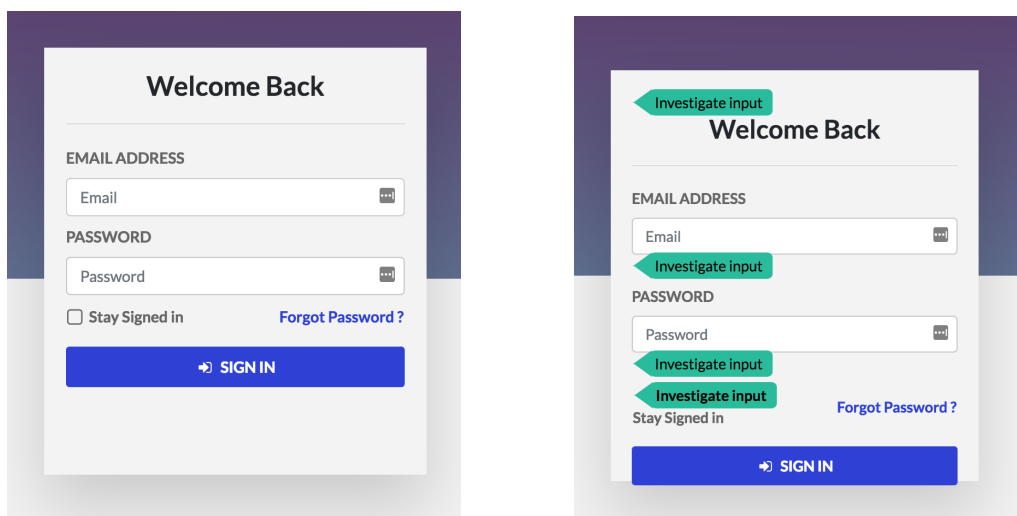 Welcome Back
EMAIL ADDRESS
Email
PASSWORD
Password
Stay Signed in
Forgot Password ?
SIGN IN
Investigate input
Welcome Back
EMAIL ADDRESS
Email
Investigate input
PASSWORD
Password
Investigate input
Investigate input
Forgot Password ?
Stay Signed in
SIGN IN